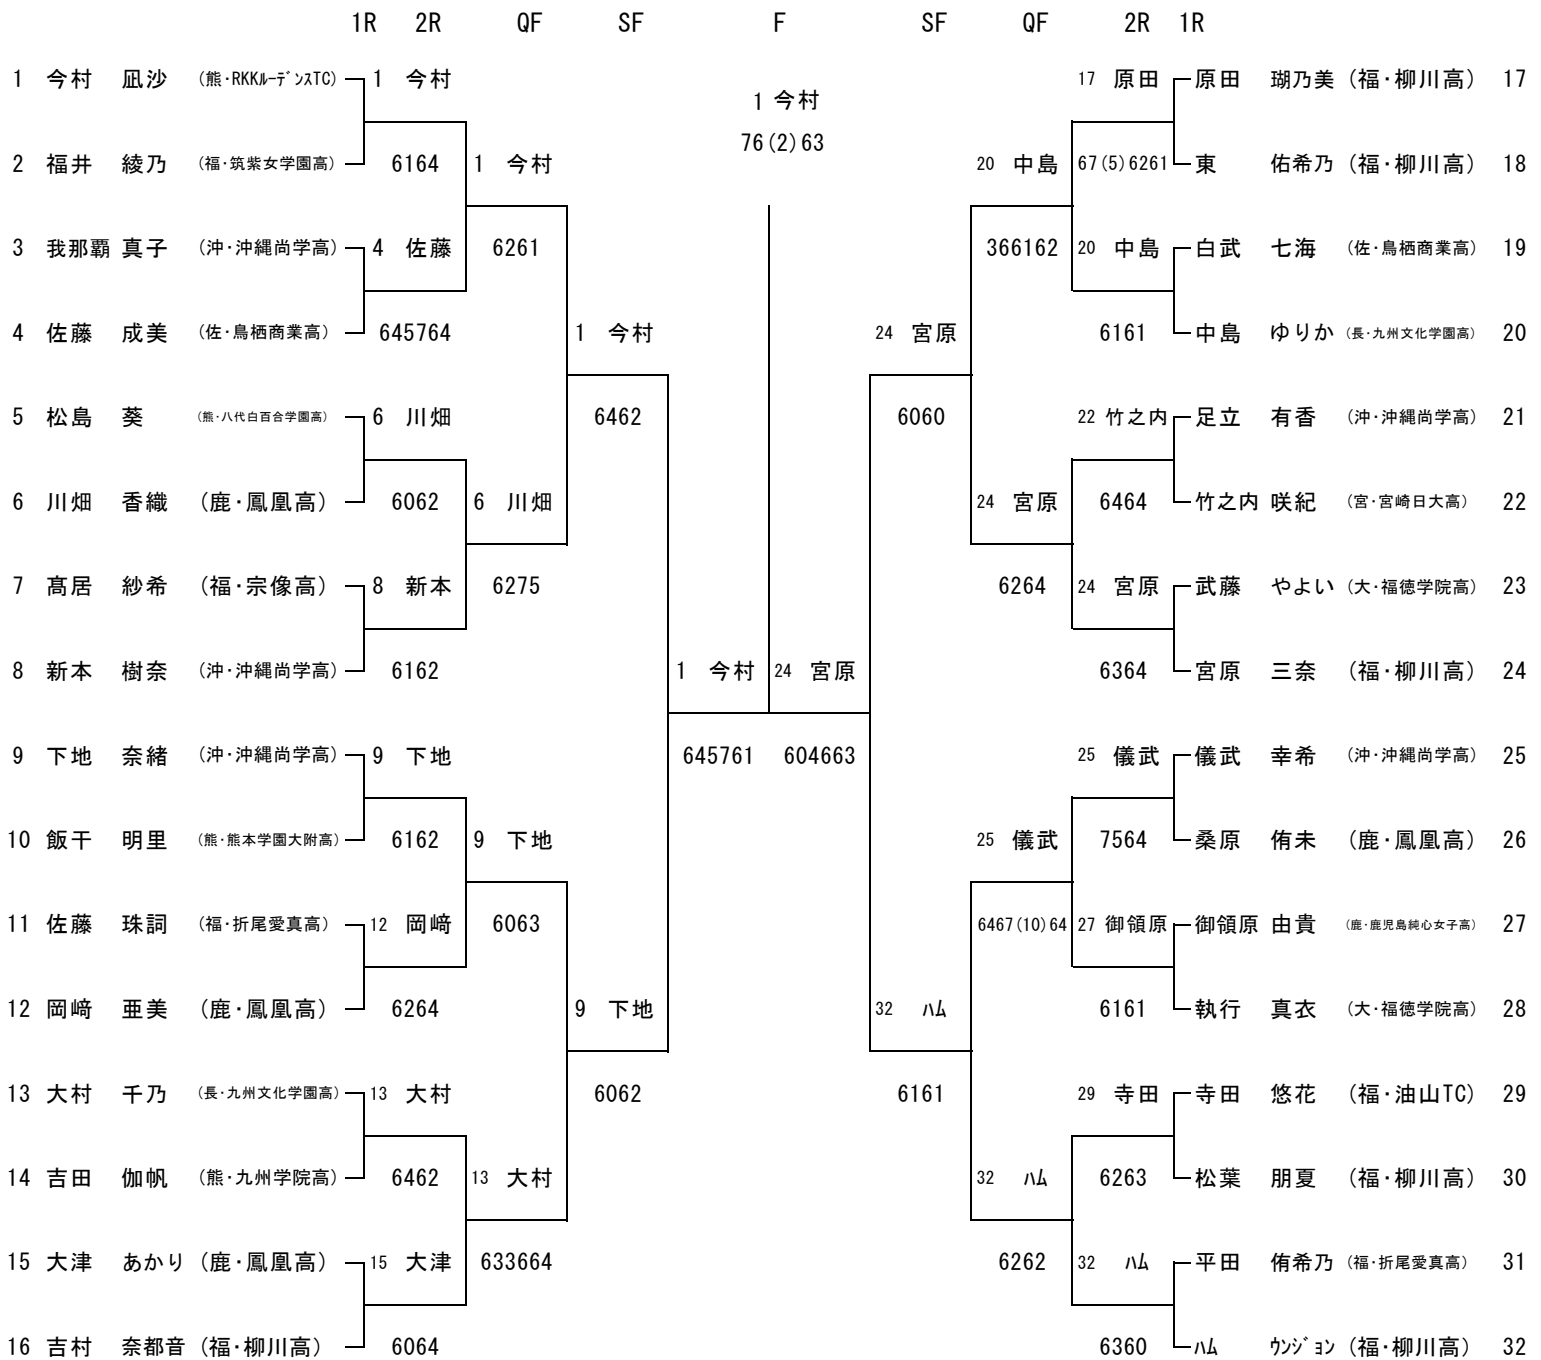 1R 2R QF SF F SF QF 2R 1R
1 今村 凪沙 (熊・RKKルーデンスTC) 1 今村 17 原田 原田 瑚乃美 (福・柳川高) 17
1 今村
76(2)63
2 福井 綾乃 (福・筑紫女学園高) 6164 1 今村 20 中島 67(5)6261 東 佑希乃 (福・柳川高) 18
3 我那覇 真子 (沖・沖縄尚学高) 4 佐藤 6261 366162 20 中島 白武 七海 (佐・鳥栖商業高) 19
4 佐藤 成美 (佐・鳥栖商業高) 645764 1 今村 24 宮原 6161 中島 ゆりか (長・九州文化学園高) 20
5 松島 葵 (熊・八代白百合学園高) 6 川畑 6462 6060 22 竹之内 足立 有香 (沖・沖縄尚学高) 21
6 川畑 香織 (鹿・鳳凰高) 6062 6 川畑 24 宮原 6464 竹之内 咲紀 (宮・宮崎日大高) 22
7 髙居 紗希 (福・宗像高) 8 新本 6275 6264 24 宮原 武藤 やよい (大・福徳学院高) 23
8 新本 樹奈 (沖・沖縄尚学高) 6162 1 今村 24 宮原 6364 宮原 三奈 (福・柳川高) 24
9 下地 奈緒 (沖・沖縄尚学高) 9 下地 645761 604663 25 儀武 儀武 幸希 (沖・沖縄尚学高) 25
10 飯干 明里 (熊・熊本学園大附高) 6162 9 下地 25 儀武 7564 桑原 侑未 (鹿・鳳凰高) 26
11 佐藤 珠詞 (福・折尾愛真高) 12 岡﨑 6063 6467(10)64 27 御領原 御領原 由貴 (鹿・鹿児島純心女子高) 27
12 岡﨑 亜美 (鹿・鳳凰高) 6264 9 下地 32 ハム 6161 執行 真衣 (大・福徳学院高) 28
13 大村 千乃 (長・九州文化学園高) 13 大村 6062 6161 29 寺田 寺田 悠花 (福・油山TC) 29
14 吉田 伽帆 (熊・九州学院高) 6462 13 大村 32 ハム 6263 松葉 朋夏 (福・柳川高) 30
15 大津 あかり (鹿・鳳凰高) 15 大津 633664 6262 32 ハム 平田 侑希乃 (福・折尾愛真高) 31
16 吉村 奈都音 (福・柳川高) 6064 6360 ハム ウンジョン (福・柳川高) 32